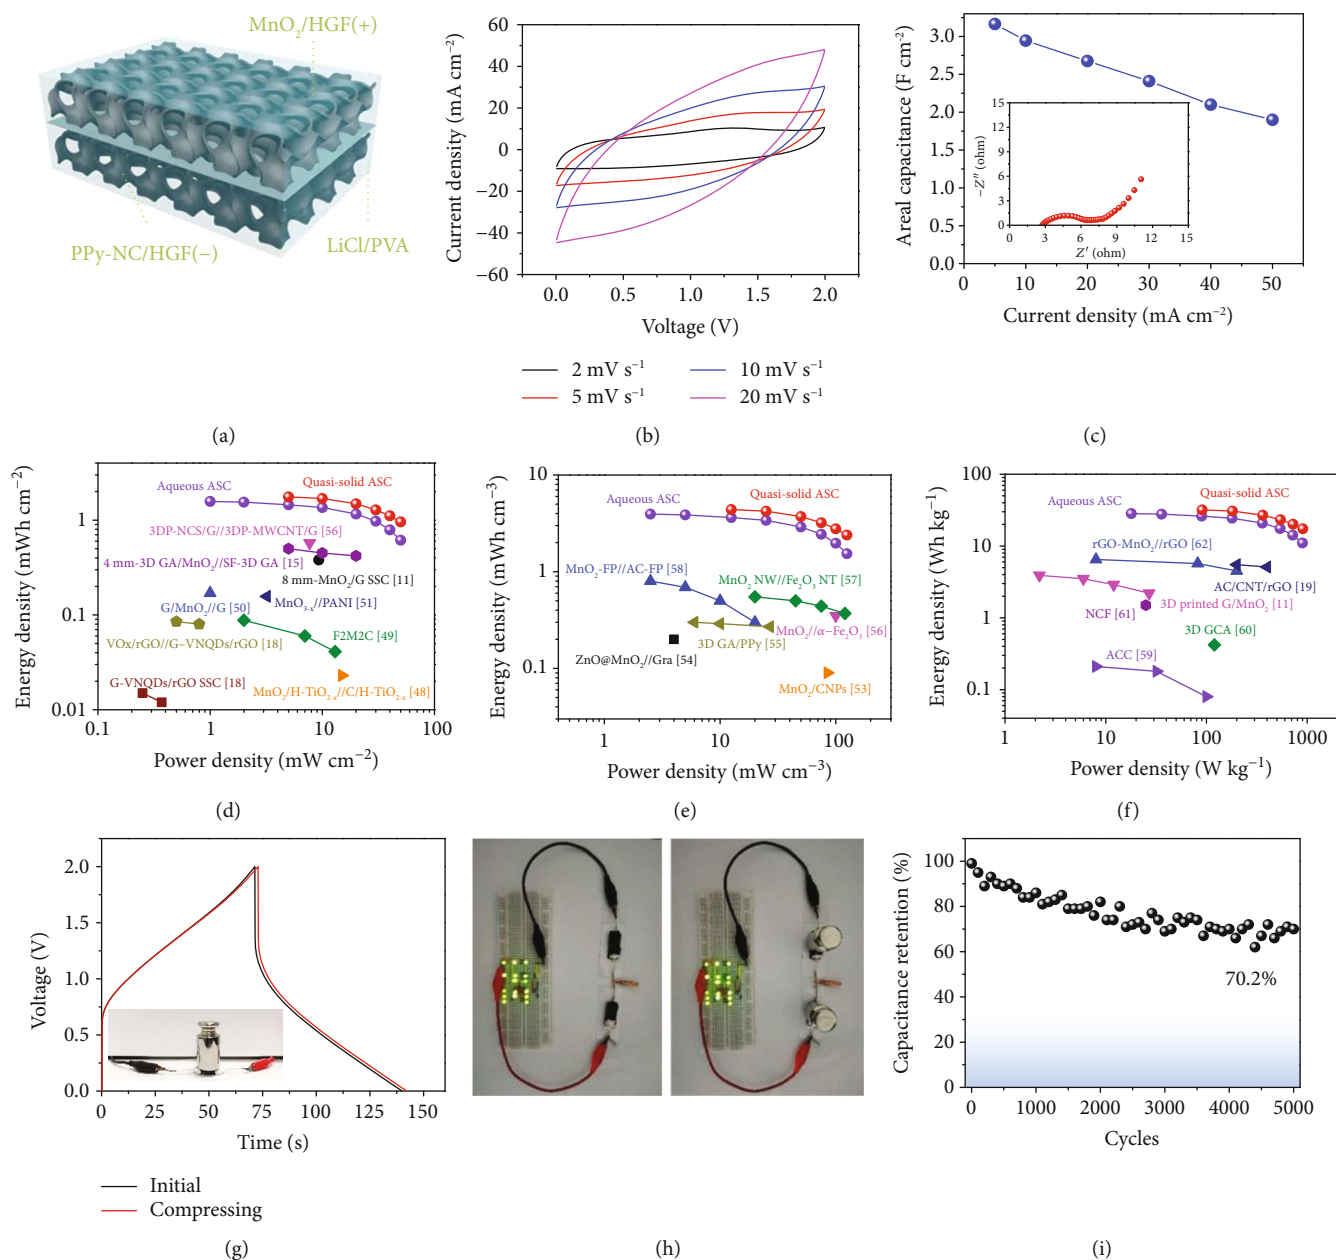 MnO₂/HGF(+)
PPy-NC/HGF(−)
LiCl/PVA
(a)
Current density (mA cm⁻²)
60
40
20
0
−20
−40
−60
0.0 0.5 1.0 1.5 2.0
Voltage (V)
2 mV s⁻¹
10 mV s⁻¹
5 mV s⁻¹
20 mV s⁻¹
(b)
Areal capacitance (F cm⁻²)
3.0
2.5
2.0
1.5
1.0
0.5
0.0
0 10 20 30 40 50
Current density (mA cm⁻²)
−Z″ (ohm)
15
12
9
6
3
0
0 3 6 9 12 15
Z′ (ohm)
(c)
Energy density (mWh cm⁻²)
1
0.1
0.01
0.1 1 10 100
Power density (mW cm⁻²)
Aqueous ASC
Quasi-solid ASC
3DP-NCS/G//3DP-MWCNT/G [56]
4 mm-3D GA/MnO₂//SF-3D GA [15]
8 mm-MnO₂/G SSC [11]
G/MnO₂//G [50]
MnO₃₋ₓ//PANI [51]
VOx/rGO//G–VNQDs/rGO [18]
F2M2C [49]
G-VNQDs/rGO SSC [18]
MnO₂/H-TiO₂₋ₓ//C/H-TiO₂₋ₓ [48]
(d)
Energy density (mWh cm⁻³)
10
1
0.1
1 10 100
Power density (mW cm⁻³)
Aqueous ASC
Quasi-solid ASC
MnO₂-FP//AC-FP [58]
MnO₂ NW//Fe₂O₃ NT [57]
MnO₂//α−Fe₂O₃ [56]
3D GA/PPy [55]
ZnO@MnO₂//Gra [54]
MnO₂/CNPs [53]
(e)
Energy density (Wh kg⁻¹)
100
10
1
0.1
1 10 100 1000
Power density (W kg⁻¹)
Quasi-solid ASC
Aqueous ASC
rGO-MnO₂//rGO [62]
AC/CNT/rGO [19]
3D printed G/MnO₂ [11]
NCF [61]
3D GCA [60]
ACC [59]
(f)
Voltage (V)
2.0
1.5
1.0
0.5
0.0
0 25 50 75 100 125 150
Time (s)
Initial
Compressing
(g)
(h)
Capacitance retention (%)
100
80
60
40
20
0
70.2%
0 1000 2000 3000 4000 5000
Cycles
(i)